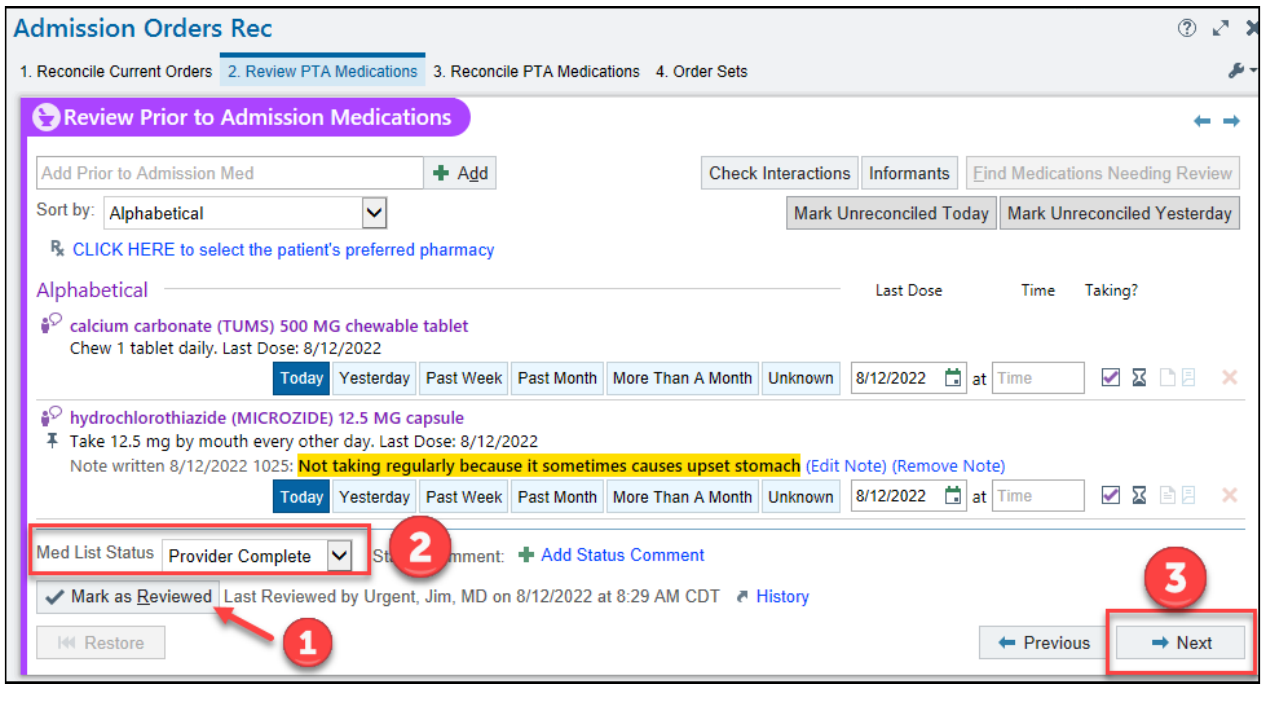 Admission Orders Rec
1. Reconcile Current Orders 2. Review PTA Medications 3. Reconcile PTA Medications 4. Order Sets
Review Prior to Admission Medications
Add Prior to Admission Med Add Check Interactions Informants Find Medications Needing Review
Sort by: Alphabetical Mark Unreconciled Today Mark Unreconciled Yesterday
Rx CLICK HERE to select the patient's preferred pharmacy
Alphabetical Last Dose Time Taking?
calcium carbonate (TUMS) 500 MG chewable tablet
Chew 1 tablet daily. Last Dose: 8/12/2022
Today Yesterday Past Week Past Month More Than A Month Unknown 8/12/2022 at Time
hydrochlorothiazide (MICROZIDE) 12.5 MG capsule
Take 12.5 mg by mouth every other day. Last Dose: 8/12/2022
Note written 8/12/2022 1025: Not taking regularly because it sometimes causes upset stomach (Edit Note) (Remove Note)
Today Yesterday Past Week Past Month More Than A Month Unknown 8/12/2022 at Time
Med List Status Provider Complete 2 Add Status Comment
3
Mark as Reviewed Last Reviewed by Urgent, Jim, MD on 8/12/2022 at 8:29 AM CDT History
1
Restore Previous Next